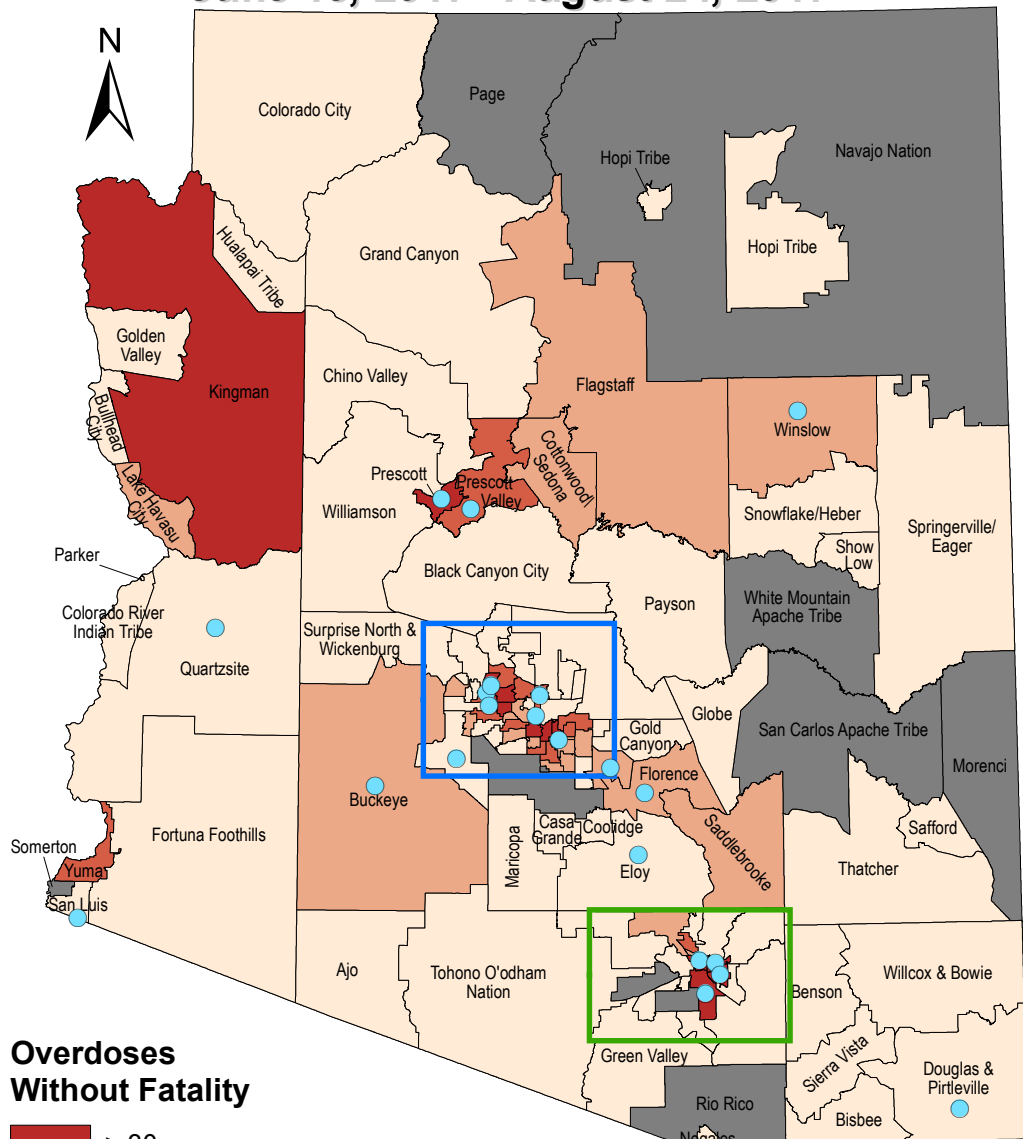 N
Colorado City
Page
Navajo Nation
Hopi Tribe
Hopi Tribe
Hualapai Tribe
Grand Canyon
Golden
Valley
Kingman
Chino Valley
Flagstaff
Bullhead
City
Winslow
Cottonwood/
Sedona
Prescott
Prescott
Valley
Lake Havasu
City
Williamson
Snowflake/Heber
Springerville/
Eager
Show
Low
Parker
Black Canyon City
Payson
White Mountain
Apache Tribe
Colorado River
Indian Tribe
Surprise North &
Wickenburg
Quartzsite
Globe
Gold
Canyon
San Carlos Apache Tribe
Morenci
Florence
Buckeye
Fortuna Foothills
Casa
Grande
Coolidge
Safford
Maricopa
Saddlebrooke
Somerton
Yuma
Eloy
Thatcher
San Luis
Ajo
Tohono O'odham
Nation
Benson
Willcox & Bowie
Overdoses
Without Fatality
Green Valley
Sierra Vista
Douglas &
Pirtleville
Rio Rico
Bisbee
Nogales